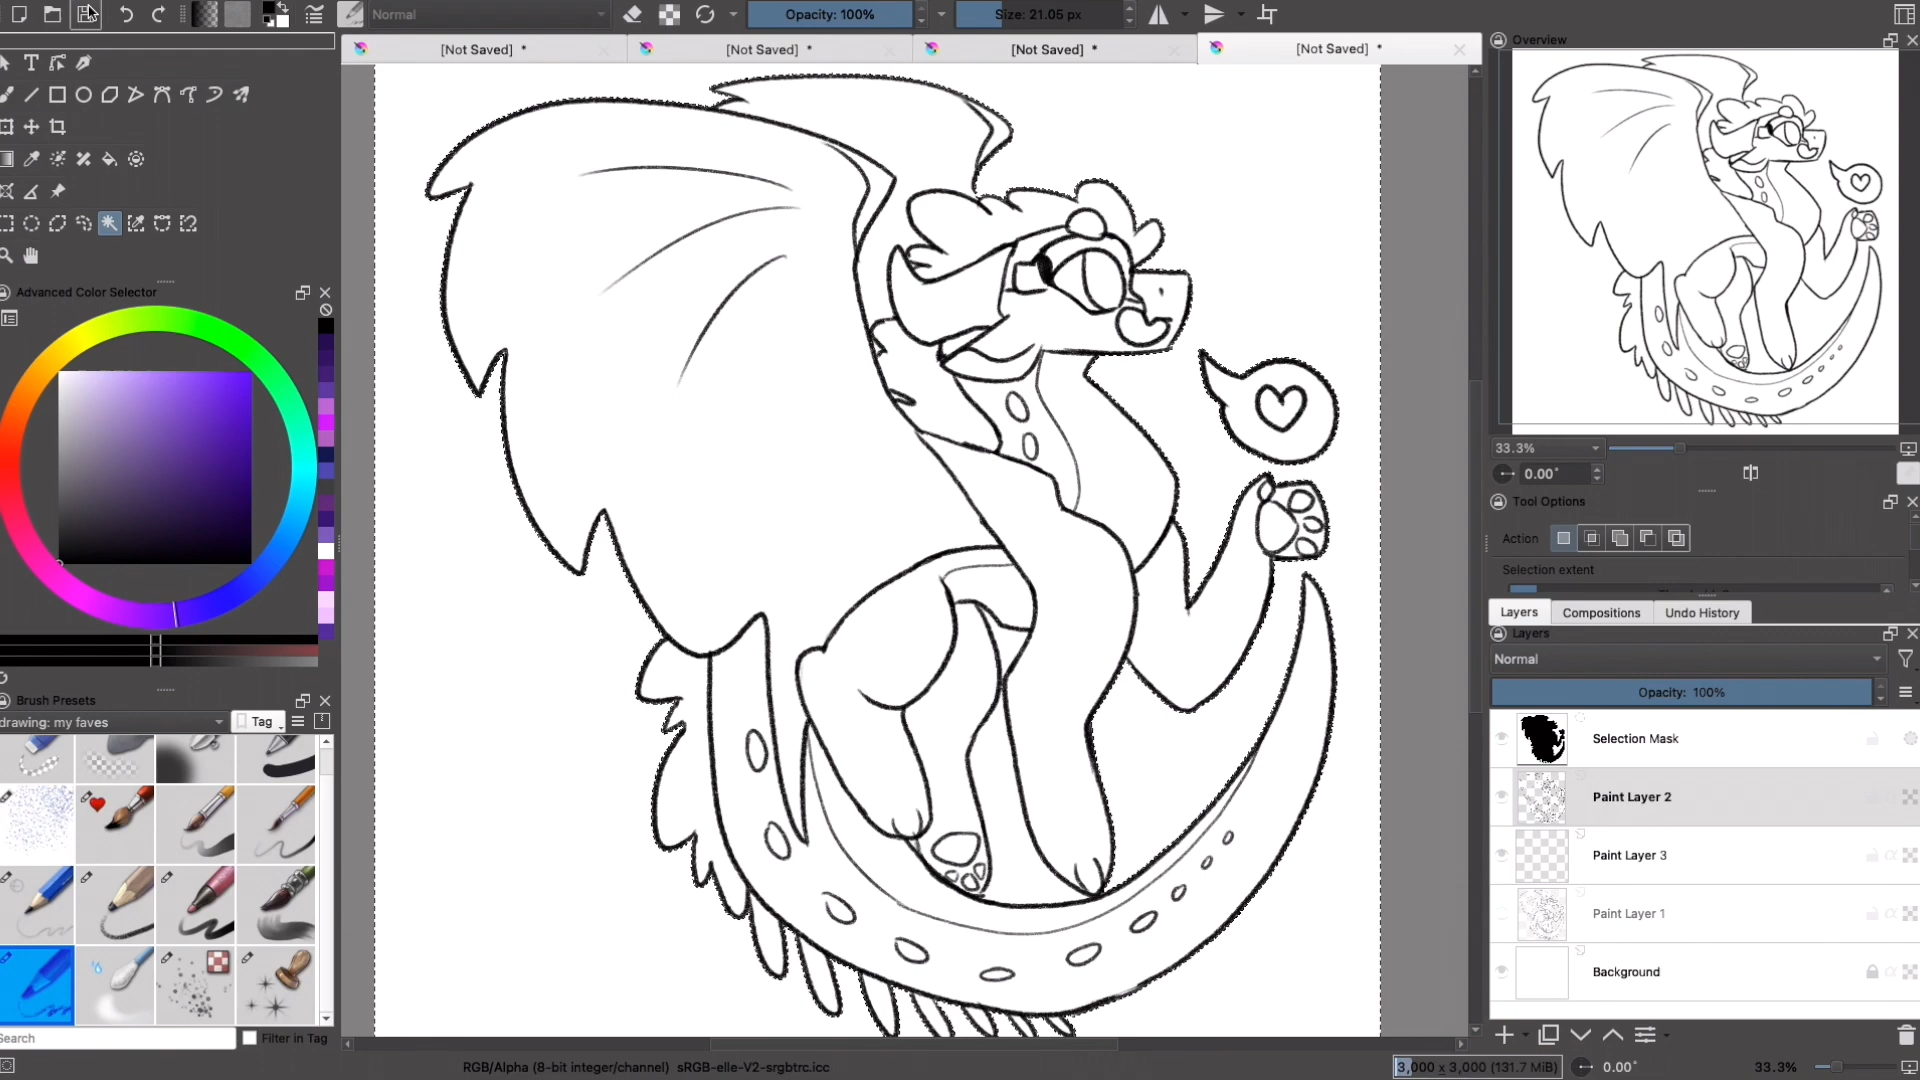 Normal
Opacity: 100%
Size: 21.05 px
[Not Saved] *
[Not Saved] *
[Not Saved] *
[Not Saved] *
Overview
33.3%
0.00°
Tool Options
Action
Selection extent
Layers
Compositions
Undo History
Layers
Normal
Opacity: 100%
Selection Mask
Paint Layer 2
Paint Layer 3
Paint Layer 1
Background
Advanced Color Selector
Brush Presets
drawing: my faves
Tag
Search
Filter in Tag
RGB/Alpha (8-bit integer/channel) sRGB-elle-V2-srgbtrc.icc
3,000 x 3,000 (131.7 MiB)
0.00°
33.3%